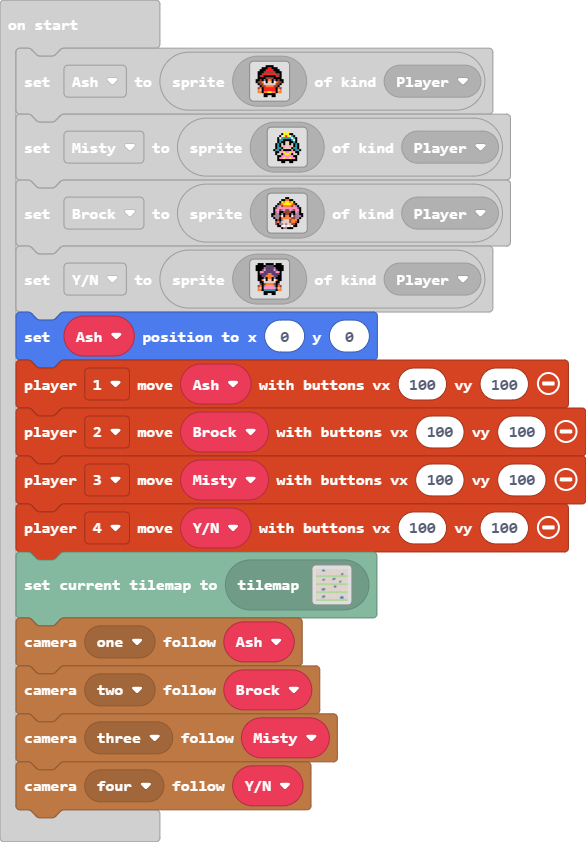 on start
set Ash to sprite of kind Player
set Misty to sprite of kind Player
set Brock to sprite of kind Player
set Y/N to sprite of kind Player
set Ash position to x 0 y 0
player 1 move Ash with buttons vx 100 vy 100
player 2 move Brock with buttons vx 100 vy 100
player 3 move Misty with buttons vx 100 vy 100
player 4 move Y/N with buttons vx 100 vy 100
set current tilemap to tilemap
camera one follow Ash
camera two follow Brock
camera three follow Misty
camera four follow Y/N